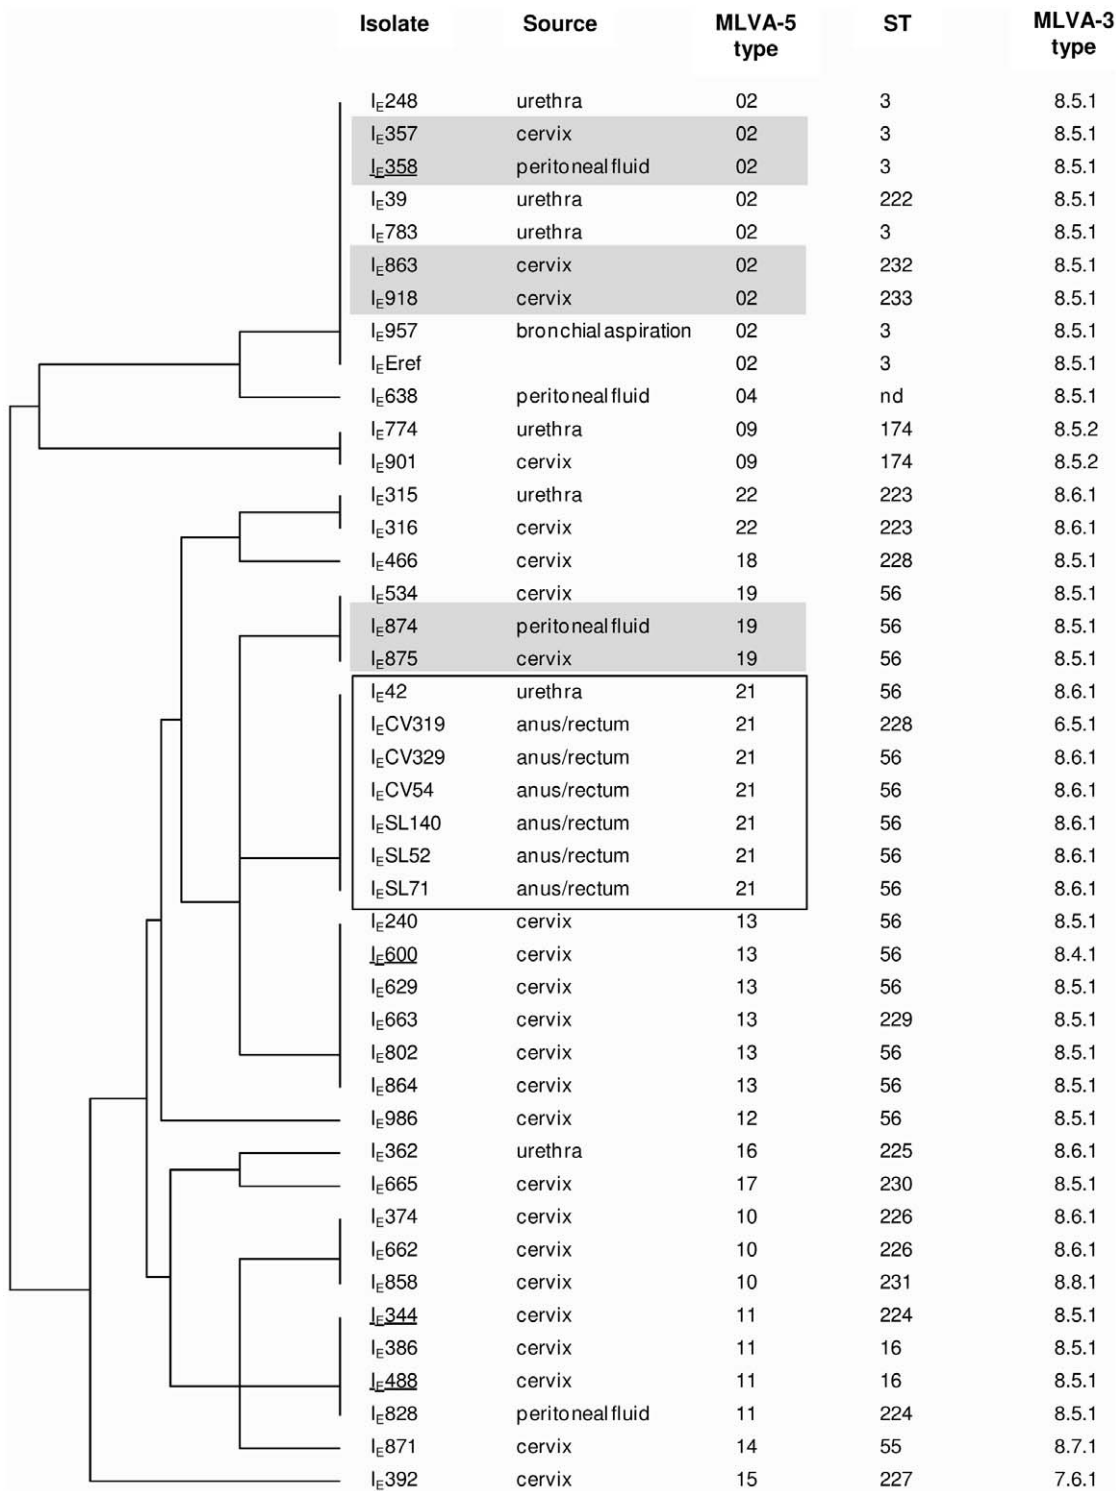 Isolate Source MLVA-5 type ST MLVA-3 type
IE248 urethra 02 3 8.5.1
IE357 cervix 02 3 8.5.1
IE358 peritoneal fluid 02 3 8.5.1
IE39 urethra 02 222 8.5.1
IE783 urethra 02 3 8.5.1
IE863 cervix 02 232 8.5.1
IE918 cervix 02 233 8.5.1
IE957 bronchial aspiration 02 3 8.5.1
IEEref 02 3 8.5.1
IE638 peritoneal fluid 04 nd 8.5.1
IE774 urethra 09 174 8.5.2
IE901 cervix 09 174 8.5.2
IE315 urethra 22 223 8.6.1
IE316 cervix 22 223 8.6.1
IE466 cervix 18 228 8.5.1
IE534 cervix 19 56 8.5.1
IE874 peritoneal fluid 19 56 8.5.1
IE875 cervix 19 56 8.5.1
IE42 urethra 21 56 8.6.1
IECV319 anus/rectum 21 228 6.5.1
IECV329 anus/rectum 21 56 8.6.1
IECV54 anus/rectum 21 56 8.6.1
IESL140 anus/rectum 21 56 8.6.1
IESL52 anus/rectum 21 56 8.6.1
IESL71 anus/rectum 21 56 8.6.1
IE240 cervix 13 56 8.5.1
IE600 cervix 13 56 8.4.1
IE629 cervix 13 56 8.5.1
IE663 cervix 13 229 8.5.1
IE802 cervix 13 56 8.5.1
IE864 cervix 13 56 8.5.1
IE986 cervix 12 56 8.5.1
IE362 urethra 16 225 8.6.1
IE665 cervix 17 230 8.5.1
IE374 cervix 10 226 8.6.1
IE662 cervix 10 226 8.6.1
IE858 cervix 10 231 8.8.1
IE344 cervix 11 224 8.5.1
IE386 cervix 11 16 8.5.1
IE488 cervix 11 16 8.5.1
IE828 peritoneal fluid 11 224 8.5.1
IE871 cervix 14 55 8.7.1
IE392 cervix 15 227 7.6.1